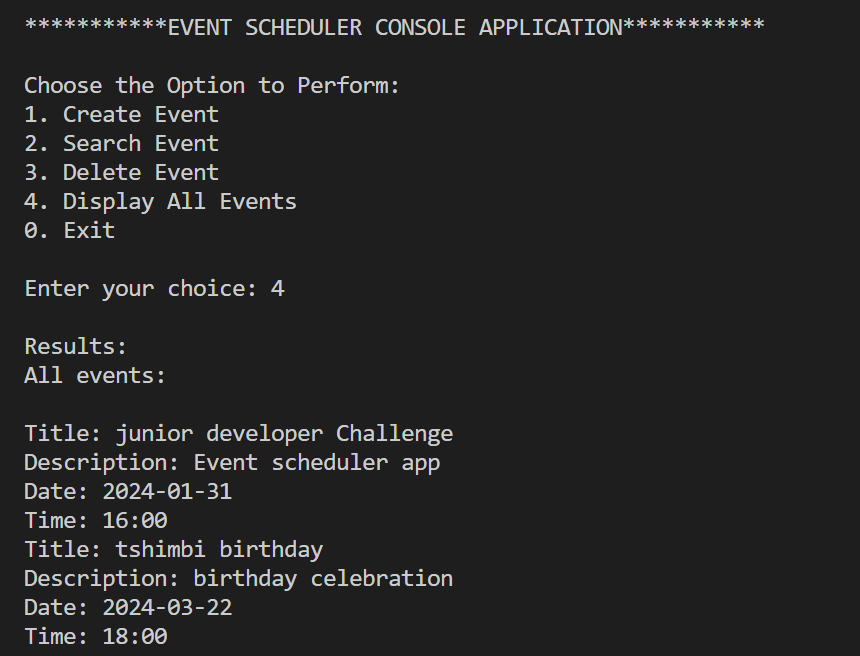 ***********EVENT SCHEDULER CONSOLE APPLICATION***********
Choose the Option to Perform:
1. Create Event
2. Search Event
3. Delete Event
4. Display All Events
0. Exit
Enter your choice: 4
Results:
All events:
Title: junior developer Challenge
Description: Event scheduler app
Date: 2024-01-31
Time: 16:00
Title: tshimbi birthday
Description: birthday celebration
Date: 2024-03-22
Time: 18:00